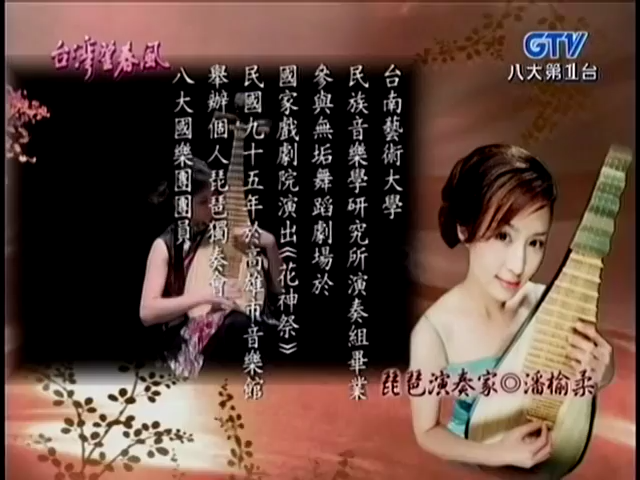 台灣望春風
GTV
八大第1台
台南藝術大學
民族音樂學研究所演奏組畢業
參與無垢舞蹈劇場於
國家戲劇院演出《花神祭》
民國九十五年於高雄市音樂館
舉辦個人琵琶獨奏會
八大國樂團團員
琵琶演奏家◎潘榆柔